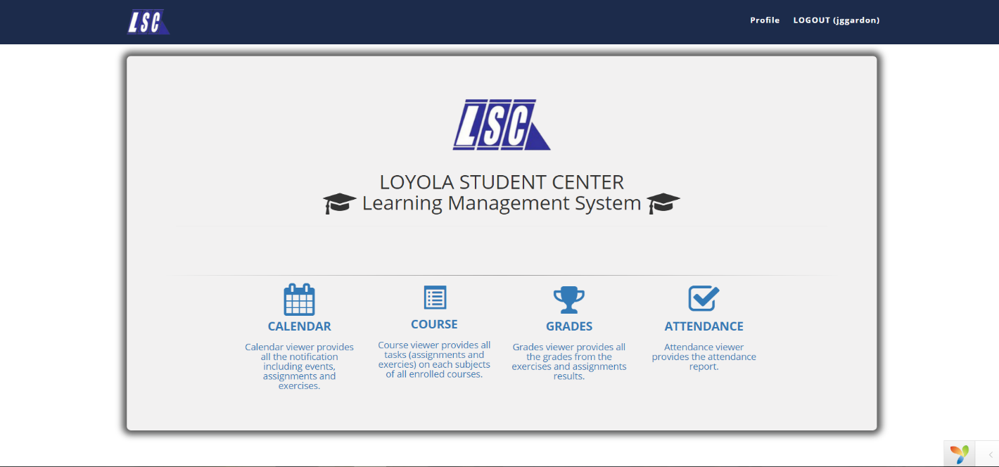 LSC
Profile
LOGOUT (jggardon)
LSC
LOYOLA STUDENT CENTER
Learning Management System
CALENDAR
Calendar viewer provides
all the notification
including events,
assignments and
exercises.
COURSE
Course viewer provides all
tasks (assignments and
exercies) on each subjects
of all enrolled courses.
GRADES
Grades viewer provides all
the grades from the
exercises and assignments
results.
ATTENDANCE
Attendance viewer
provides the attendance
report.